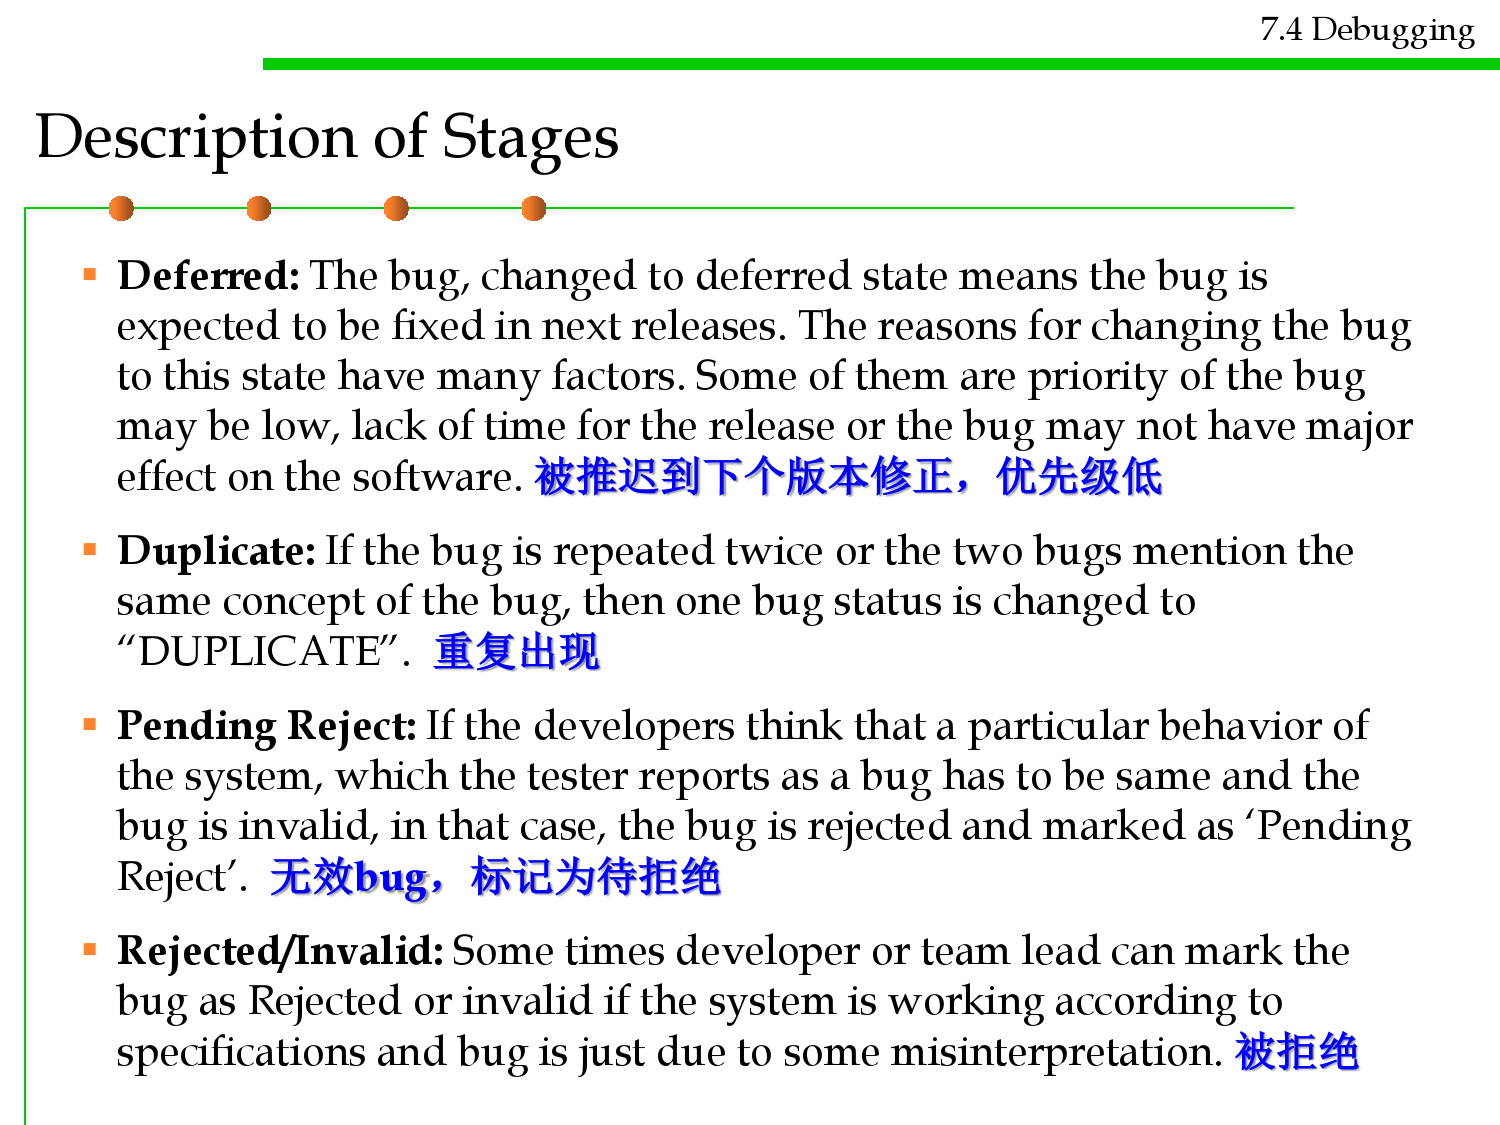 7.4 Debugging
Description of Stages
▪ Deferred: The bug, changed to deferred state means the bug is
expected to be fixed in next releases. The reasons for changing the bug
to this state have many factors. Some of them are priority of the bug
may be low, lack of time for the release or the bug may not have major
effect on the software. 被推迟到下个版本修正，优先级低
▪ Duplicate: If the bug is repeated twice or the two bugs mention the
same concept of the bug, then one bug status is changed to
“DUPLICATE”. 重复出现
▪ Pending Reject: If the developers think that a particular behavior of
the system, which the tester reports as a bug has to be same and the
bug is invalid, in that case, the bug is rejected and marked as ‘Pending
Reject’. 无效bug，标记为待拒绝
▪ Rejected/Invalid: Some times developer or team lead can mark the
bug as Rejected or invalid if the system is working according to
specifications and bug is just due to some misinterpretation. 被拒绝